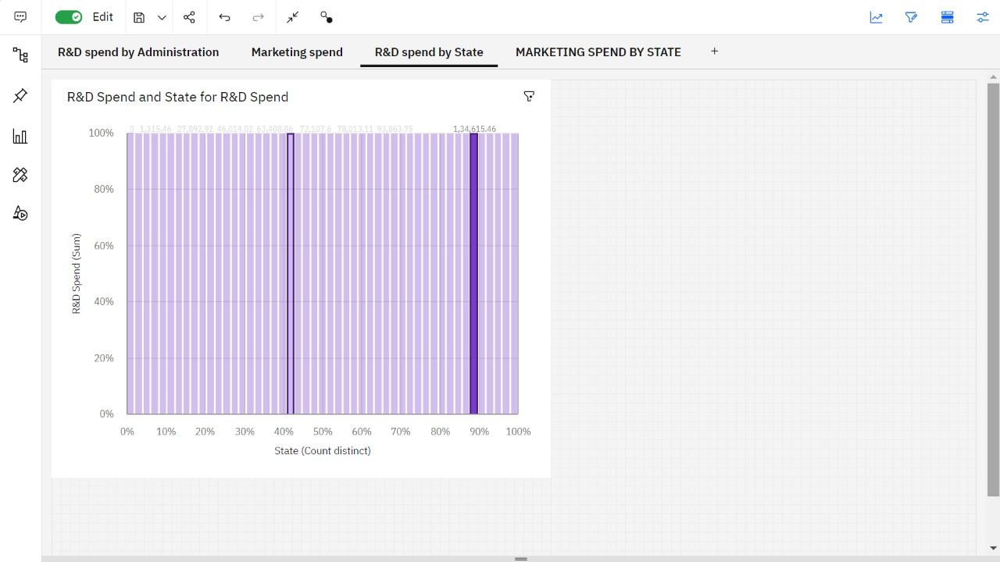 Edit
R&D spend by Administration Marketing spend R&D spend by State MARKETING SPEND BY STATE +
R&D Spend and State for R&D Spend
0 1,315.46 27,892.92 46,014.02 63,408.86 72,107.6 78,013.11 93,863.75 1,34,615.46
100%
80%
60%
40%
20%
0%
R&D Spend (Sum)
0% 10% 20% 30% 40% 50% 60% 70% 80% 90% 100%
State (Count distinct)